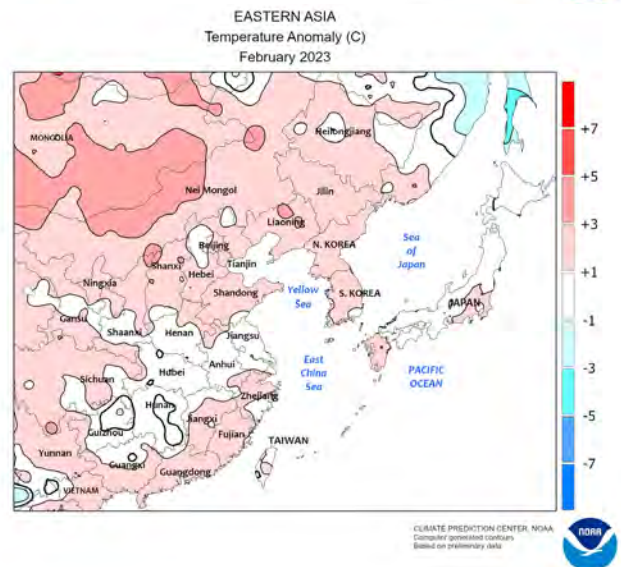 EASTERN ASIA
Temperature Anomaly (C)
February 2023
MONGOLIA
Heilongjiang
Nei Mongol
Jilin
Liaoning
Beijing
N. KOREA
Sea
of
Japan
Shanxi
Tianjin
Hebei
Ningxia
Shandong
Yellow
Sea
S. KOREA
JAPAN
Gansu
Shaanxi
Henan
Jiangsu
Anhui
Hubei
East
China
Sea
PACIFIC
OCEAN
Sichuan
Zhejiang
Hunan
Jiangxi
Guizhou
Fujian
TAIWAN
Yunnan
Guangxi
Guangdong
VIETNAM
+7
+5
+3
+1
-1
-3
-5
-7
CLIMATE PREDICTION CENTER, NOAA
Computer generated contours
Based on preliminary data
NOAA